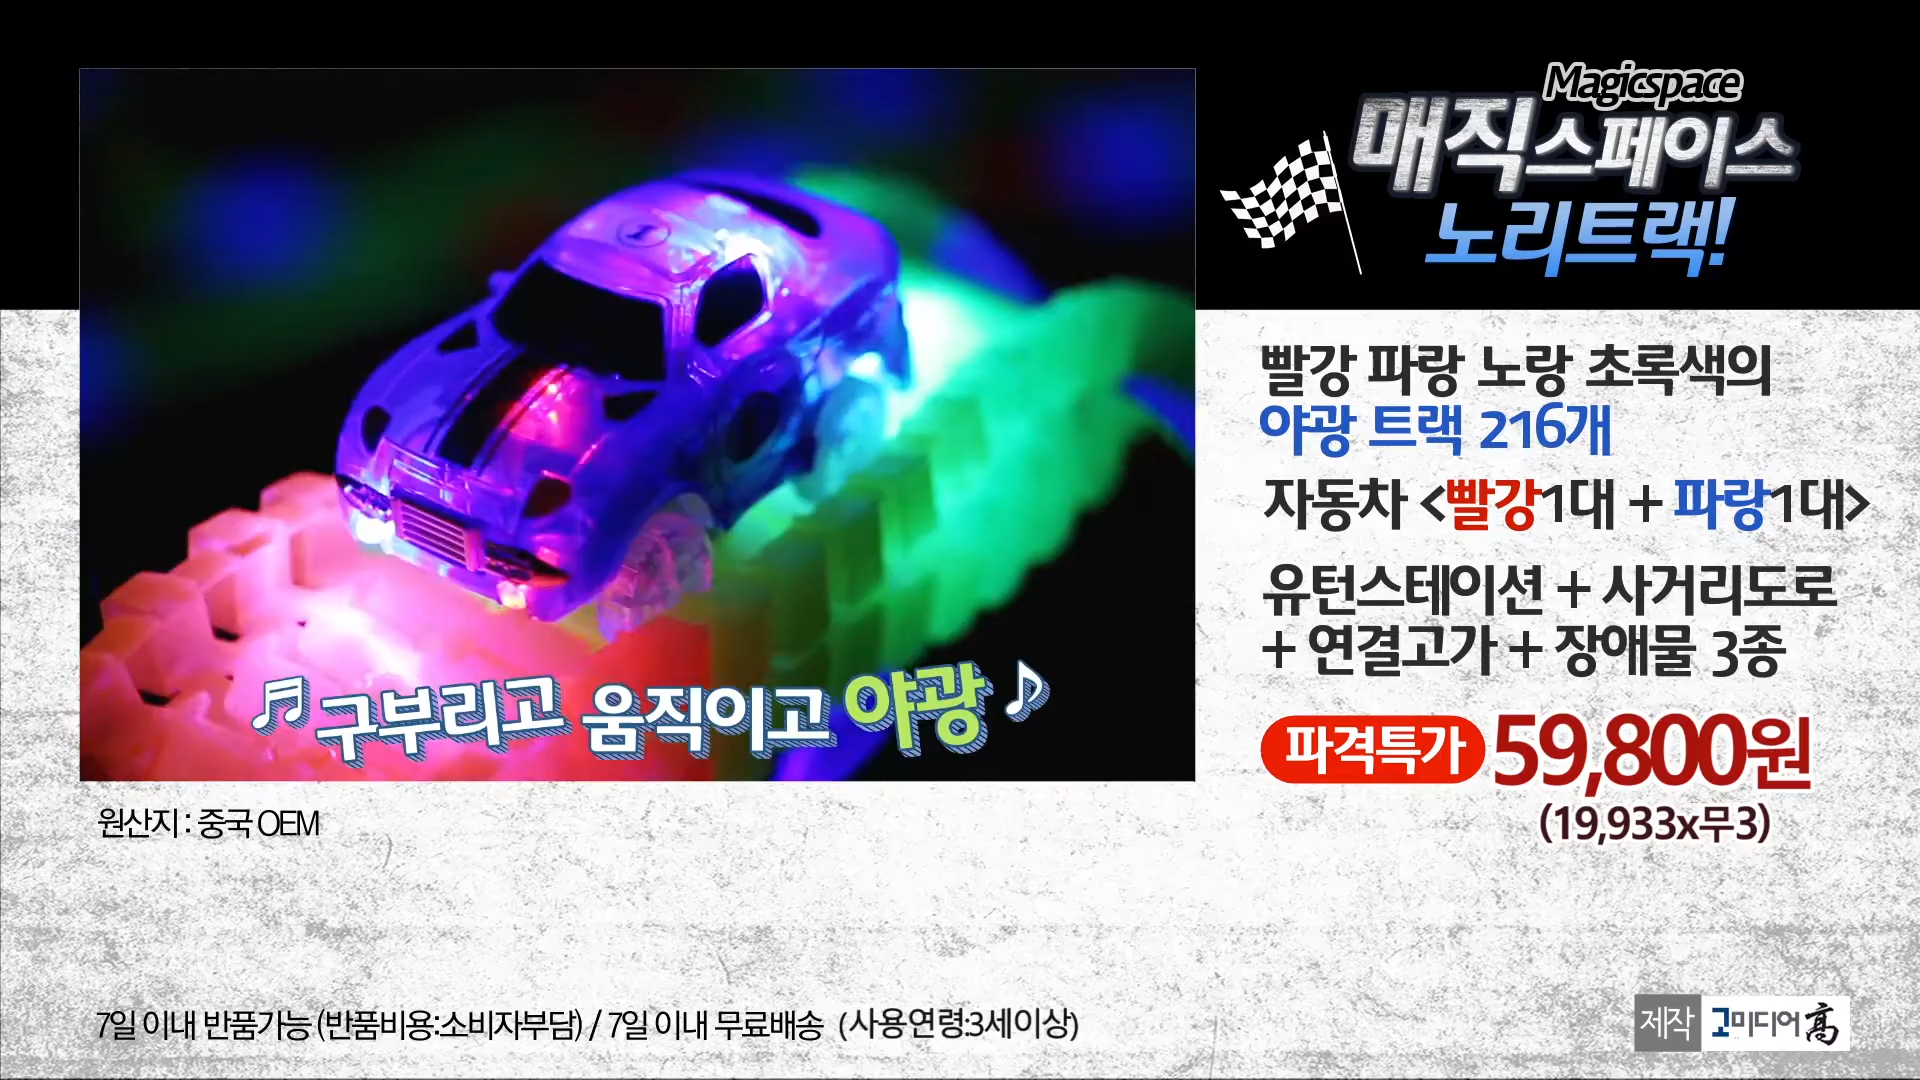 Magicspace
매직스페이스
노리트랙!
빨강 파랑 노랑 초록색의
야광 트랙 216개
자동차 <빨강1대 + 파랑1대>
유턴스테이션 + 사거리도로
+ 연결고가 + 장애물 3종
파격특가 59,800원
(19,933x무3)
♬구부리고 움직이고 야광♪
원산지 : 중국 OEM
7일 이내 반품가능 (반품비용:소비자부담) / 7일 이내 무료배송 (사용연령:3세이상)
제작 고미디어高